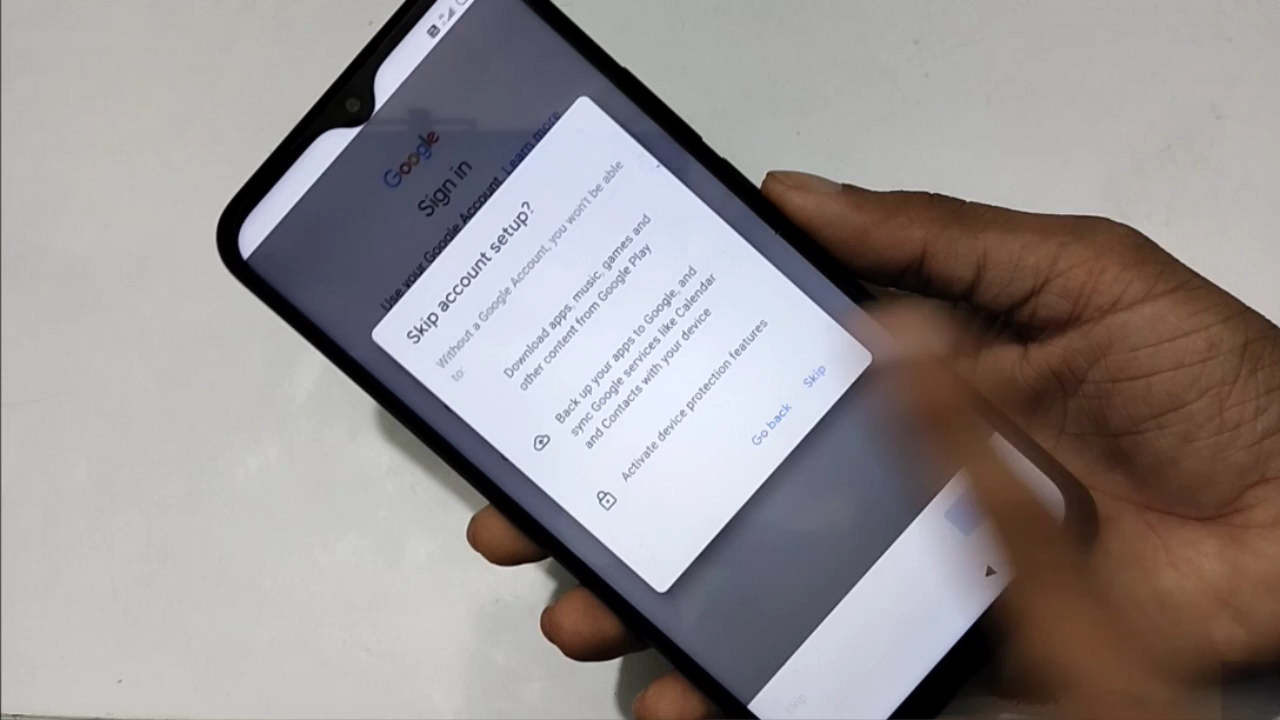 Google
Sign in
Use your Google Account. Learn more
Skip account setup?
Without a Google Account, you won't be able
to:
Download apps, music, games and
other content from Google Play
Back up your apps to Google, and
sync Google services like Calendar
and Contacts with your device
Activate device protection features
Go back Skip
Skip